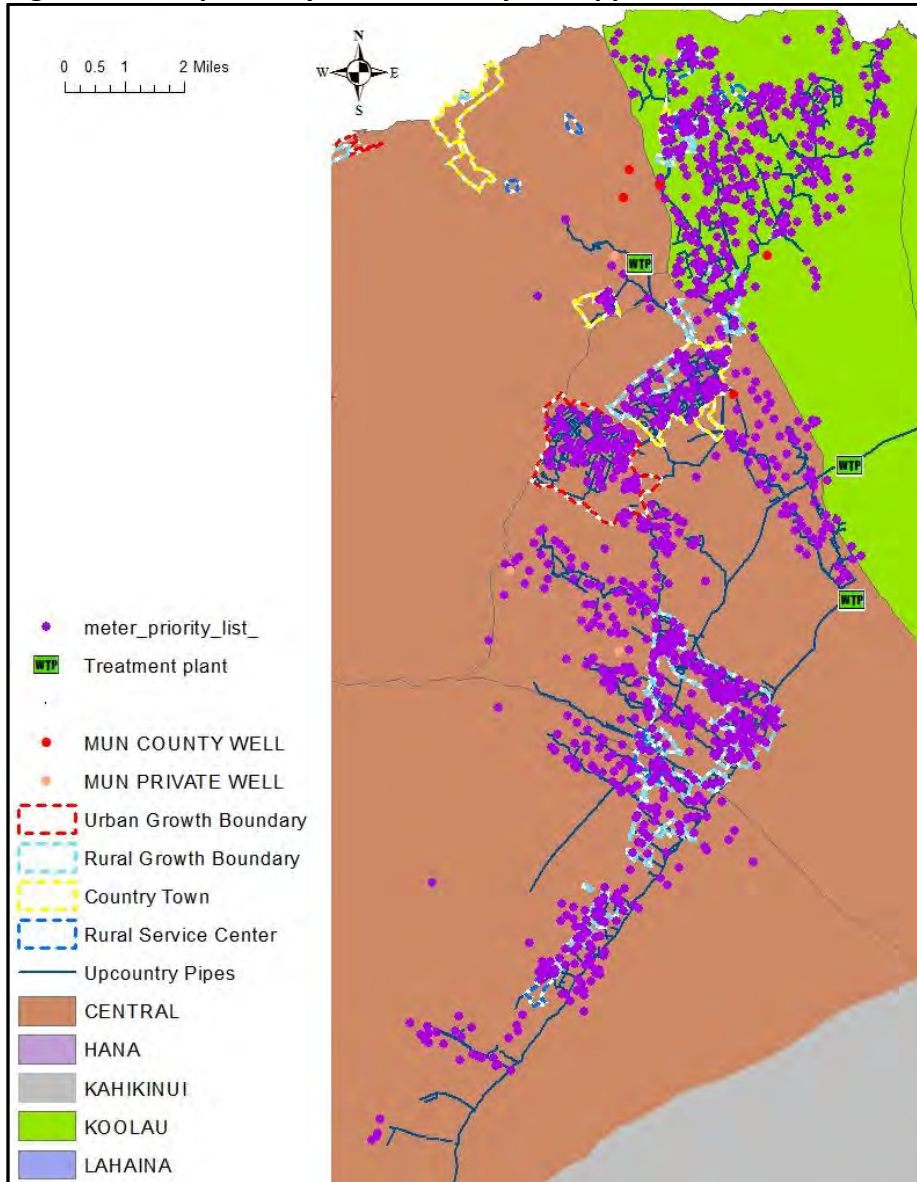 N
W E
S
0 0.5 1 2 Miles
WTP
WTP
WTP
meter_priority_list_
WTP Treatment plant
MUN COUNTY WELL
MUN PRIVATE WELL
Urban Growth Boundary
Rural Growth Boundary
Country Town
Rural Service Center
Upcountry Pipes
CENTRAL
HANA
KAHIKINUI
KOOLAU
LAHAINA